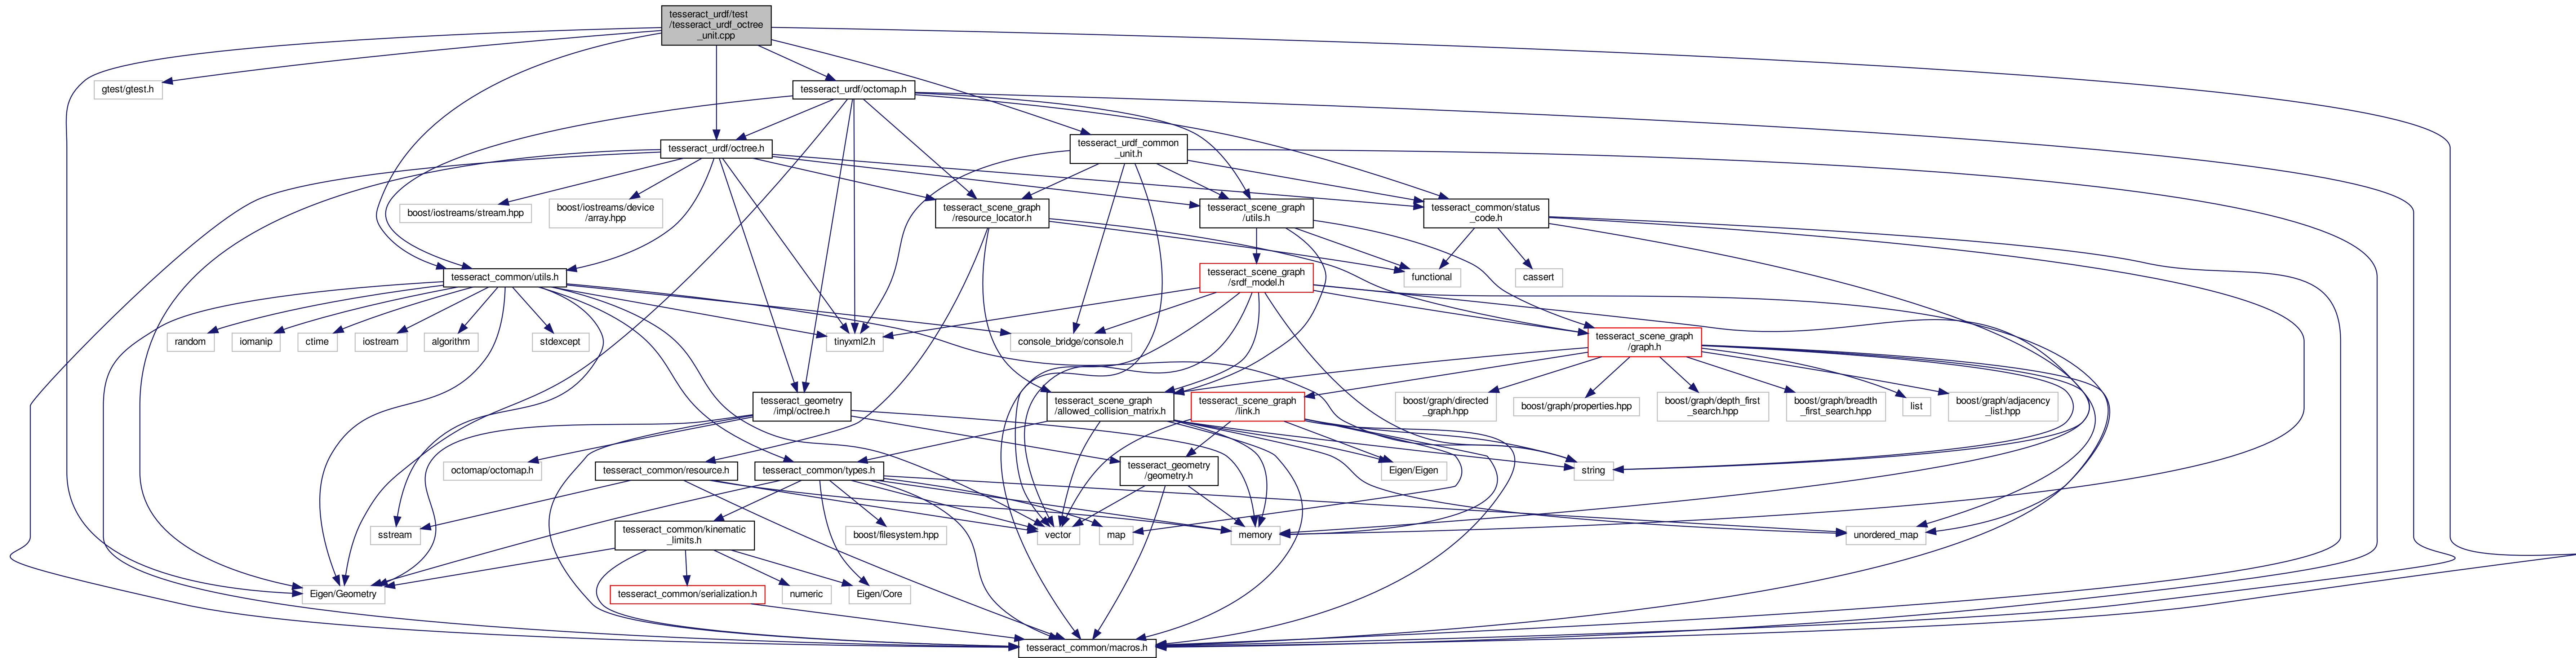 tesseract_urdf/test
/tesseract_urdf_octree
_unit.cpp
gtest/gtest.h
tesseract_urdf/octomap.h
tesseract_urdf/octree.h
tesseract_urdf_common
_unit.h
boost/iostreams/stream.hpp
boost/iostreams/device
/array.hpp
tesseract_scene_graph
/resource_locator.h
tesseract_scene_graph
/utils.h
tesseract_common/status
_code.h
tesseract_common/utils.h
tesseract_scene_graph
/srdf_model.h
functional
cassert
random
iomanip
ctime
iostream
algorithm
stdexcept
tinyxml2.h
console_bridge/console.h
tesseract_scene_graph
/graph.h
tesseract_geometry
/impl/octree.h
tesseract_scene_graph
/allowed_collision_matrix.h
tesseract_scene_graph
/link.h
boost/graph/directed
_graph.hpp
boost/graph/properties.hpp
boost/graph/depth_first
_search.hpp
boost/graph/breadth
_first_search.hpp
list
boost/graph/adjacency
_list.hpp
octomap/octomap.h
tesseract_common/resource.h
tesseract_common/types.h
tesseract_geometry
/geometry.h
Eigen/Eigen
string
sstream
tesseract_common/kinematic
_limits.h
boost/filesystem.hpp
vector
map
memory
unordered_map
Eigen/Geometry
tesseract_common/serialization.h
numeric
Eigen/Core
tesseract_common/macros.h